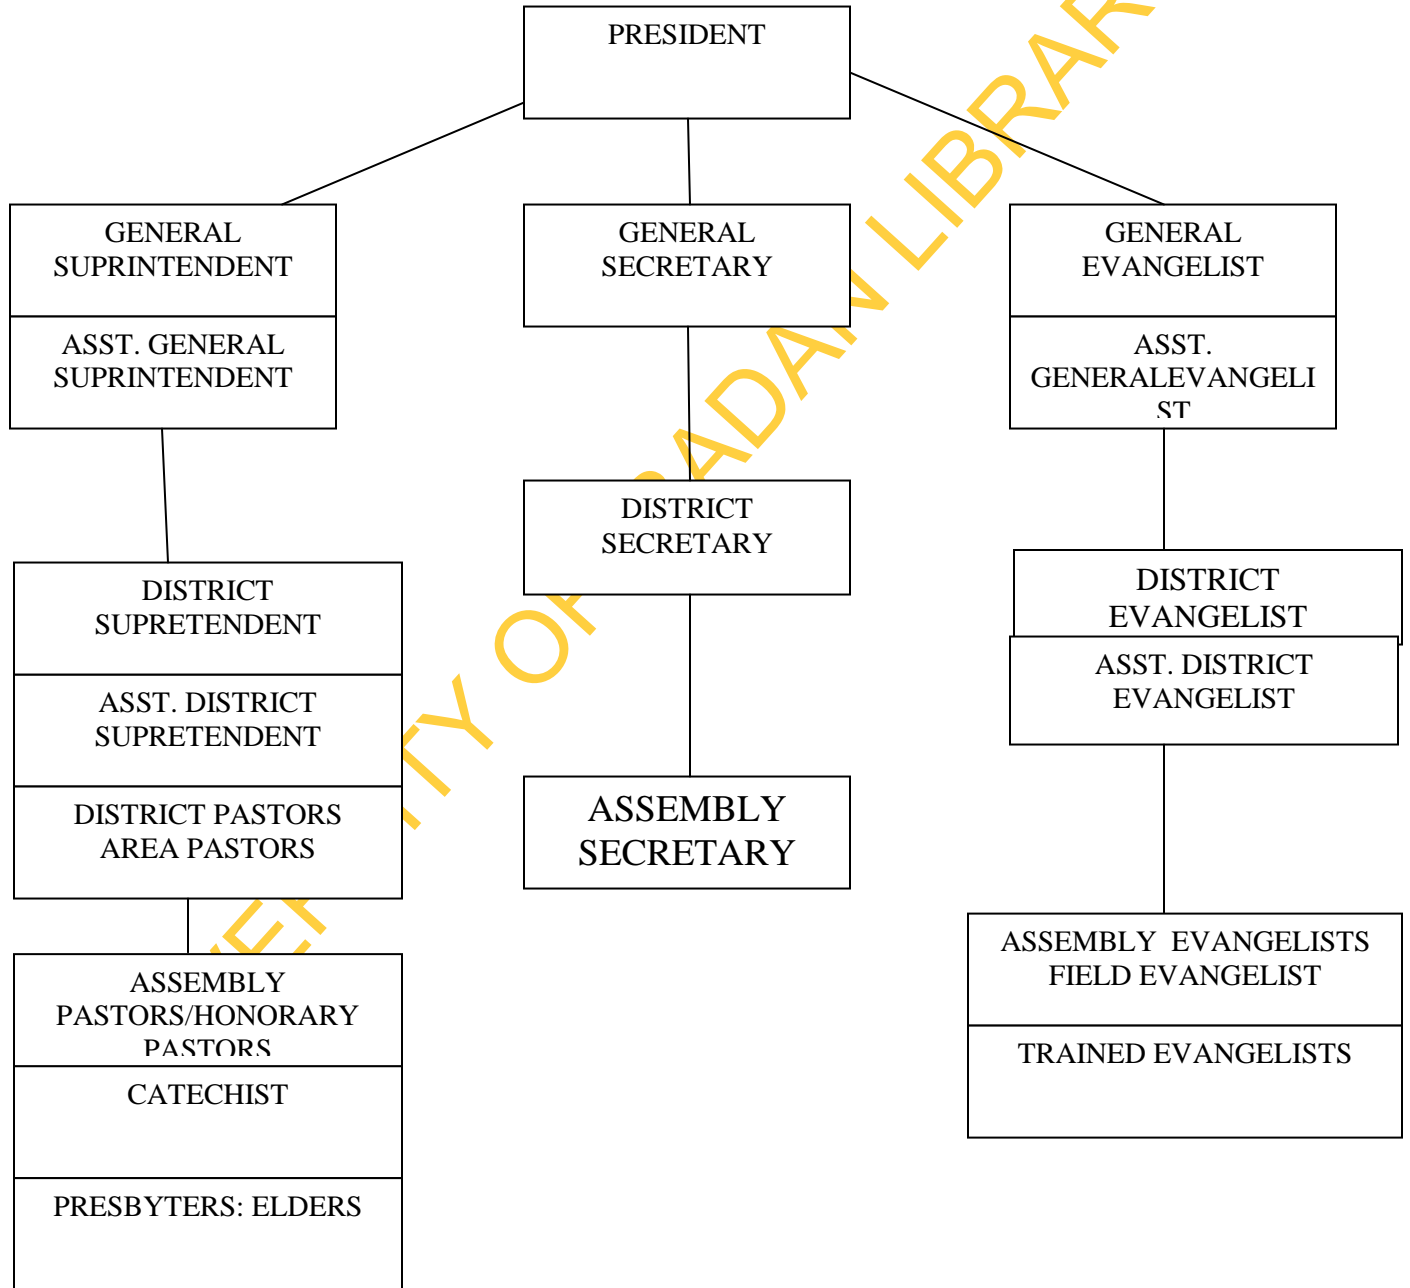 PRESIDENT
GENERAL
SUPRINTENDENT
ASST. GENERAL
SUPRINTENDENT
DISTRICT
SUPRETENDENT
ASST. DISTRICT
SUPRETENDENT
DISTRICT PASTORS
AREA PASTORS
ASSEMBLY
PASTORS/HONORARY
PASTORS
CATECHIST
PRESBYTERS: ELDERS
GENERAL
SECRETARY
DISTRICT
SECRETARY
ASSEMBLY
SECRETARY
GENERAL
EVANGELIST
ASST.
GENERALEVANGELI
ST
DISTRICT
EVANGELIST
ASST. DISTRICT
EVANGELIST
ASSEMBLY EVANGELISTS
FIELD EVANGELIST
TRAINED EVANGELISTS
LIBRAR